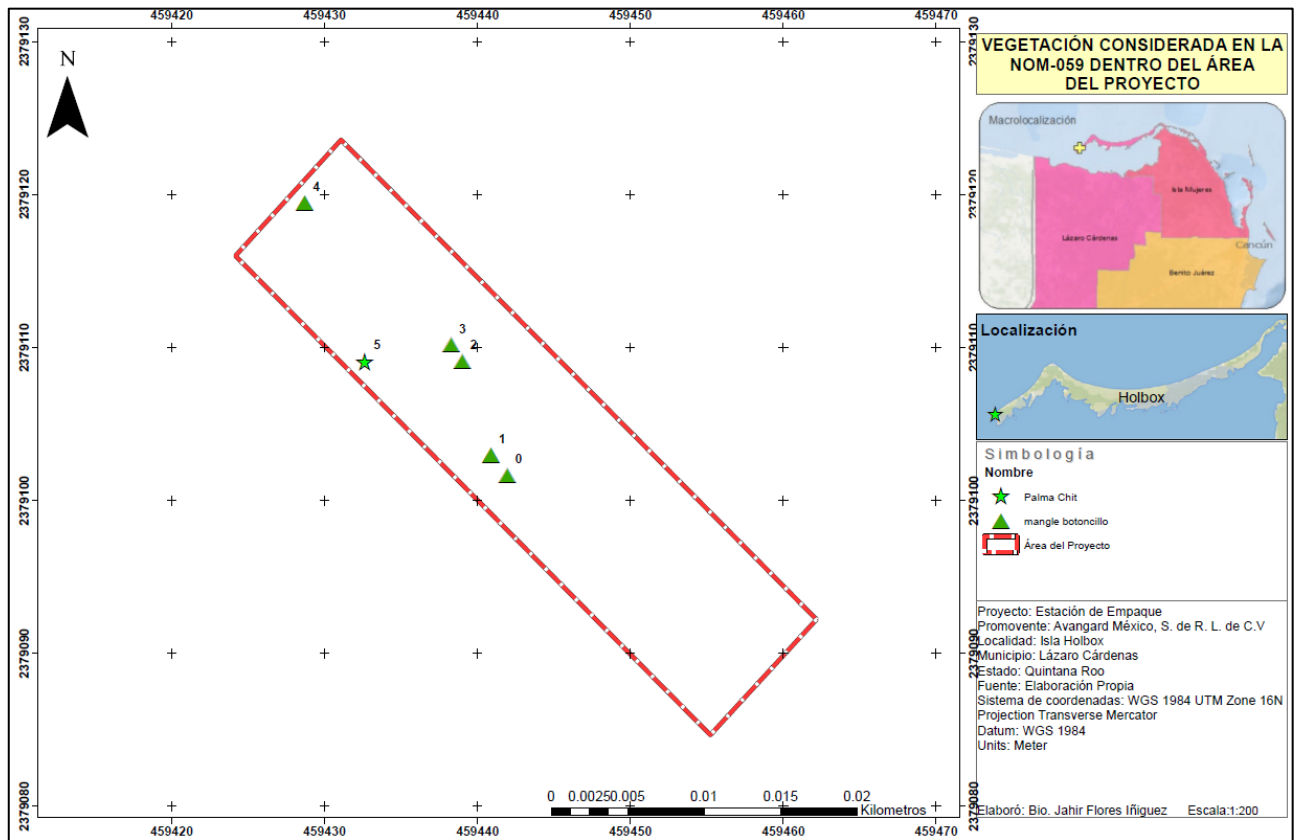 459420 459430 459440 459450 459460 459470
2379130 2379130
N
4
2379120 2379120
3
2
5
2379110 2379110
1
0
2379100 2379100
2379090 2379090
2379080 2379080
0 0.00250.005 0.01 0.015 0.02
Kilometros
459420 459430 459440 459450 459460 459470
VEGETACIÓN CONSIDERADA EN LA
NOM-059 DENTRO DEL ÁREA
DEL PROYECTO
Macrolocalización
Isla Mujeres
Lázaro Cárdenas
Cancún
Benito Juárez
Localización
Holbox
Simbología
Nombre
Palma Chit
mangle botoncillo
Área del Proyecto
Proyecto: Estación de Empaque
Promovente: Avangard México, S. de R. L. de C.V
Localidad: Isla Holbox
Municipio: Lázaro Cárdenas
Estado: Quintana Roo
Fuente: Elaboración Propia
Sistema de coordenadas: WGS 1984 UTM Zone 16N
Projection Transverse Mercator
Datum: WGS 1984
Units: Meter
Elaboró: Bio. Jahir Flores Iñiguez Escala:1:200